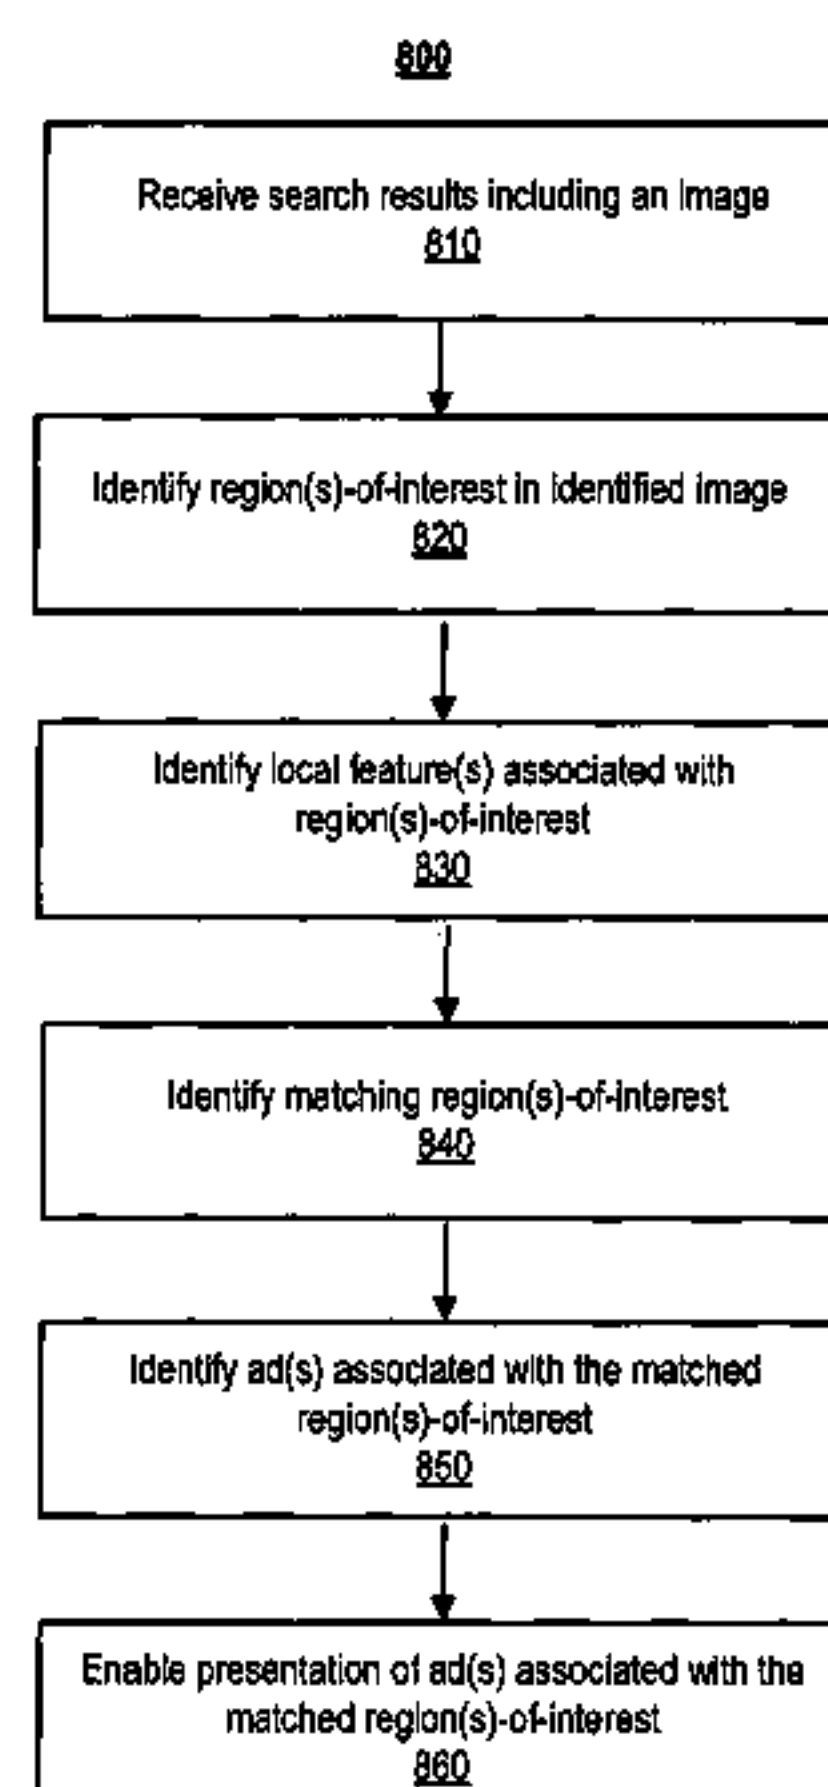 800
Receive search results including an image
810
Identify region(s)-of-interest in identified image
820
Identify local feature(s) associated with
region(s)-of-interest
830
Identify matching region(s)-of-interest
840
Identify ad(s) associated with the matched
region(s)-of-interest
850
Enable presentation of ad(s) associated with the
matched region(s)-of-interest
860